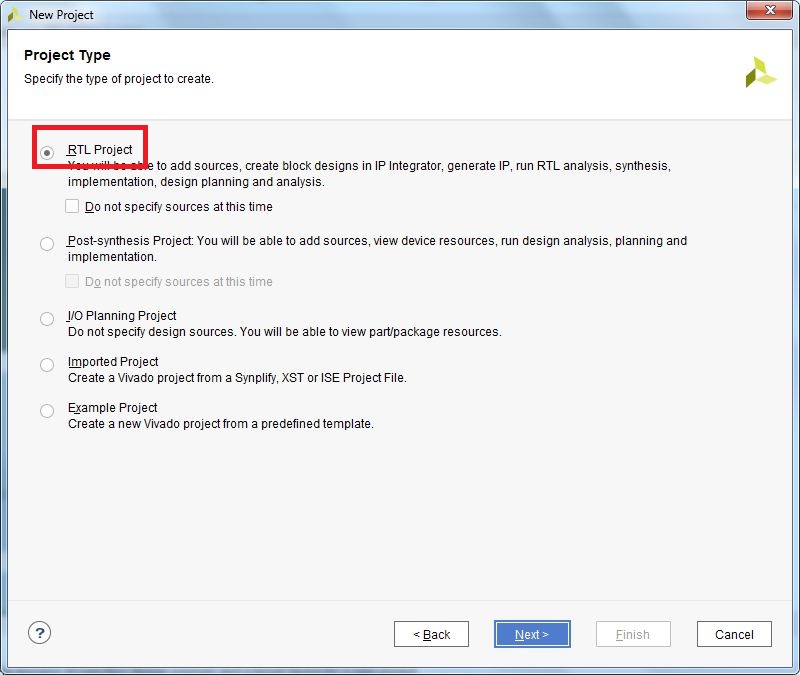 New Project
Project Type
Specify the type of project to create.
RTL Project
You will be able to add sources, create block designs in IP Integrator, generate IP, run RTL analysis, synthesis,
implementation, design planning and analysis.
Do not specify sources at this time
Post-synthesis Project: You will be able to add sources, view device resources, run design analysis, planning and
implementation.
Do not specify sources at this time
I/O Planning Project
Do not specify design sources. You will be able to view part/package resources.
Imported Project
Create a Vivado project from a Synplify, XST or ISE Project File.
Example Project
Create a new Vivado project from a predefined template.
?
< Back
Next >
Finish
Cancel